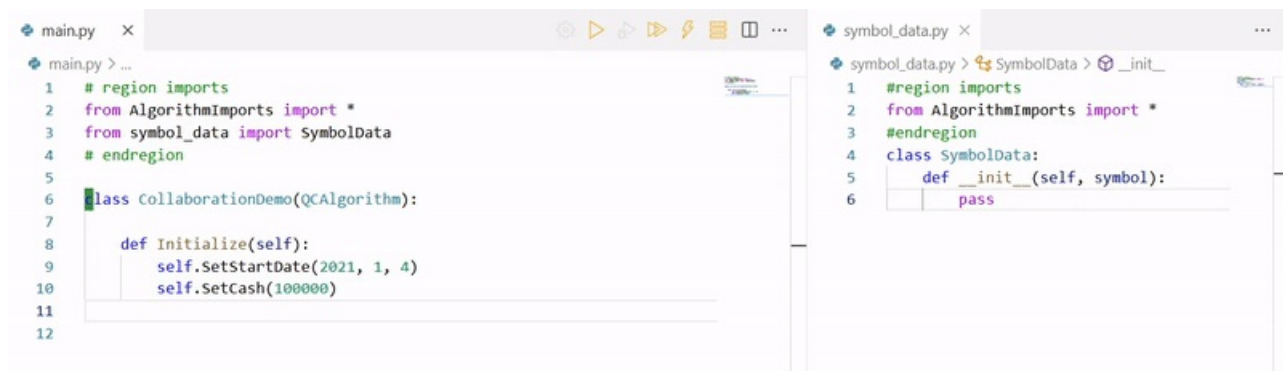 main.py
main.py > ...
1 # region imports
2 from AlgorithmImports import *
3 from symbol_data import SymbolData
4 # endregion
5
6 class CollaborationDemo(QCAlgorithm):
7
8     def Initialize(self):
9         self.SetStartDate(2021, 1, 4)
10         self.SetCash(100000)
11
12
symbol_data.py
symbol_data.py > SymbolData > __init__
1 #region imports
2 from AlgorithmImports import *
3 #endregion
4 class SymbolData:
5     def __init__(self, symbol):
6         pass